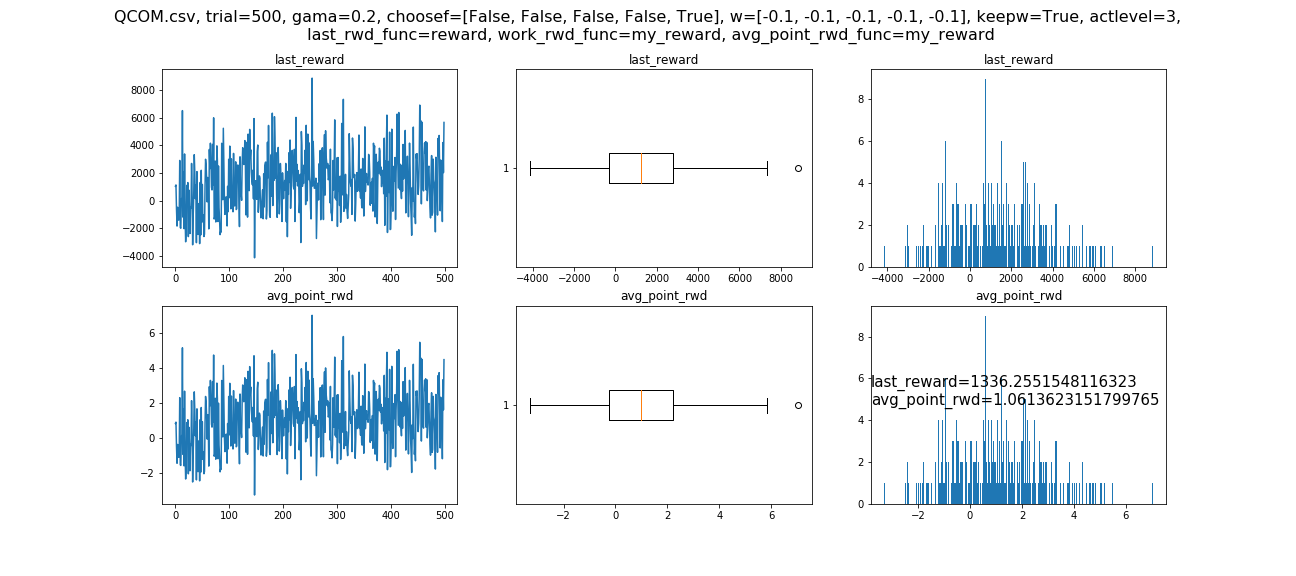 QCOM.csv, trial=500, gama=0.2, choosef=[False, False, False, False, True], w=[-0.1, -0.1, -0.1, -0.1, -0.1], keepw=True, actlevel=3,
last_rwd_func=reward, work_rwd_func=my_reward, avg_point_rwd_func=my_reward
last_reward
8000
6000
4000
2000
0
−2000
−4000
0 100 200 300 400 500
last_reward
1
−4000 −2000 0 2000 4000 6000 8000
last_reward
8
6
4
2
0
−4000 −2000 0 2000 4000 6000 8000
avg_point_rwd
6
4
2
0
−2
0 100 200 300 400 500
avg_point_rwd
1
−2 0 2 4 6
avg_point_rwd
8
6
4
2
0
last_reward=1336.2551548116323
avg_point_rwd=1.0613623151799765
−2 0 2 4 6